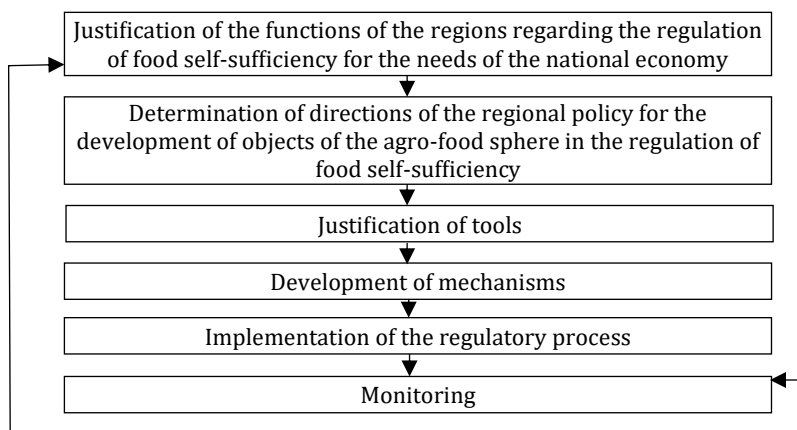 Justification of the functions of the regions regarding the regulation
of food self-sufficiency for the needs of the national economy
Determination of directions of the regional policy for the
development of objects of the agro-food sphere in the regulation of
food self-sufficiency
Justification of tools
Development of mechanisms
Implementation of the regulatory process
Monitoring